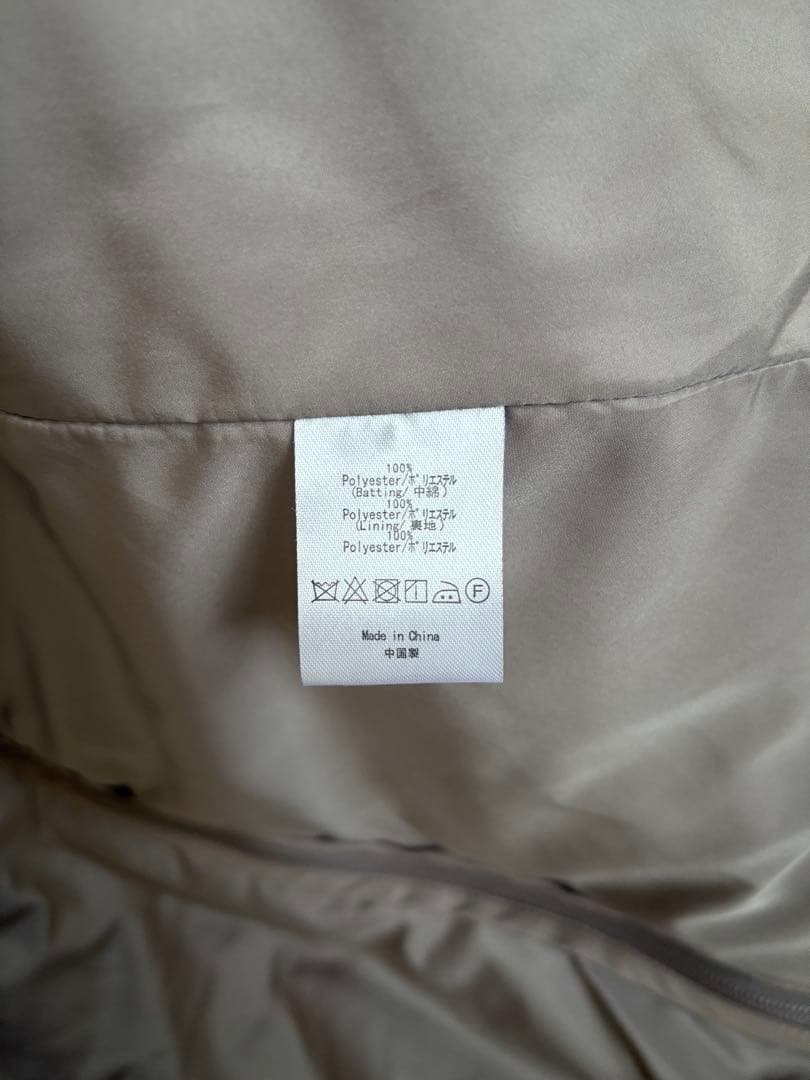 100%
Polyester/ポリエステル
(Batting/ 中綿 )
100%
Polyester/ポリエステル
(Lining/ 裏地 )
100%
Polyester/ポリエステル
F
Made in China
中国製